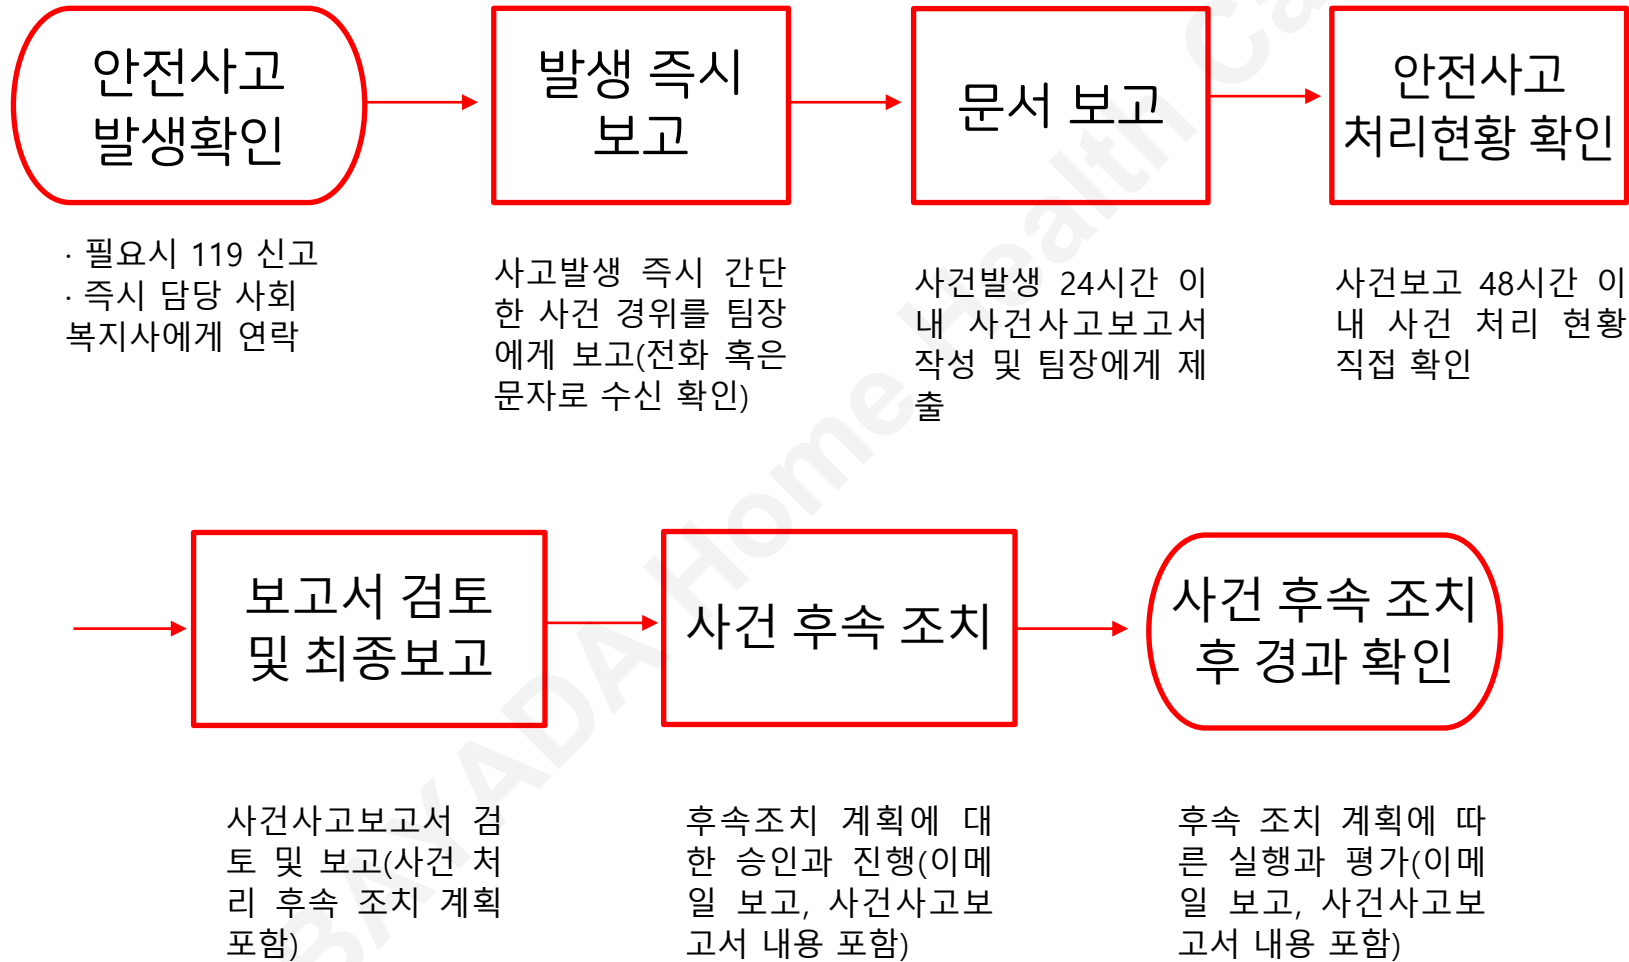 안전사고
발생확인
발생 즉시
보고
문서 보고
안전사고
처리현황 확인
· 필요시 119 신고
· 즉시 담당 사회
복지사에게 연락
사고발생 즉시 간단
한 사건 경위를 팀장
에게 보고(전화 혹은
문자로 수신 확인)
사건발생 24시간 이
내 사건사고보고서
작성 및 팀장에게 제
출
사건보고 48시간 이
내 사건 처리 현황
직접 확인
보고서 검토
및 최종보고
사건 후속 조치
사건 후속 조치
후 경과 확인
사건사고보고서 검
토 및 보고(사건 처
리 후속 조치 계획
포함)
후속조치 계획에 대
한 승인과 진행(이메
일 보고, 사건사고보
고서 내용 포함)
후속 조치 계획에 따
른 실행과 평가(이메
일 보고, 사건사고보
고서 내용 포함)
BAYADA Home Health Ca